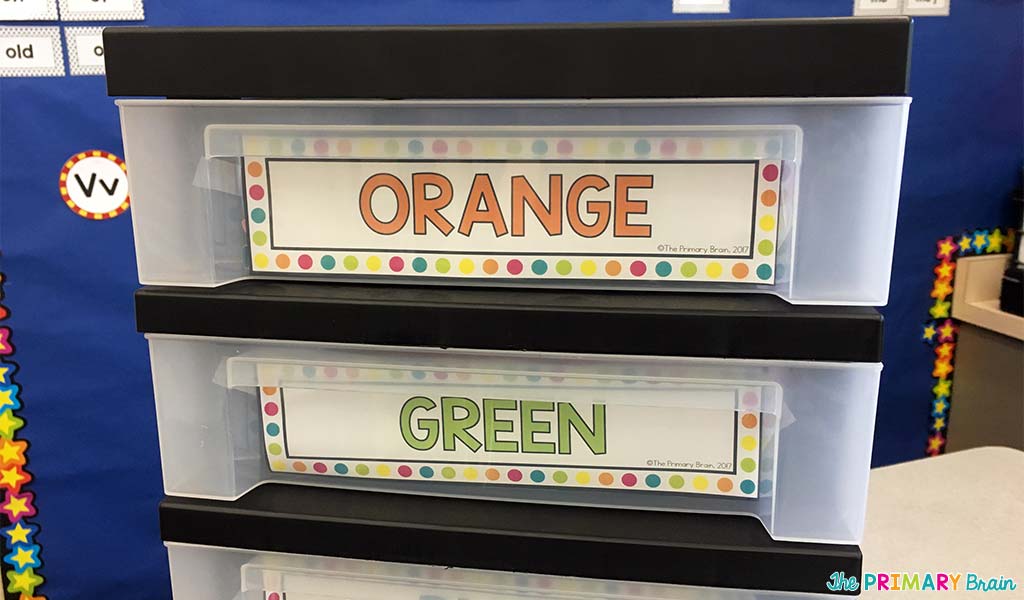 old
Vv
ORANGE
©The Primary Brain, 2017
GREEN
©The Primary Brain, 2017
The PRIMARY Brain